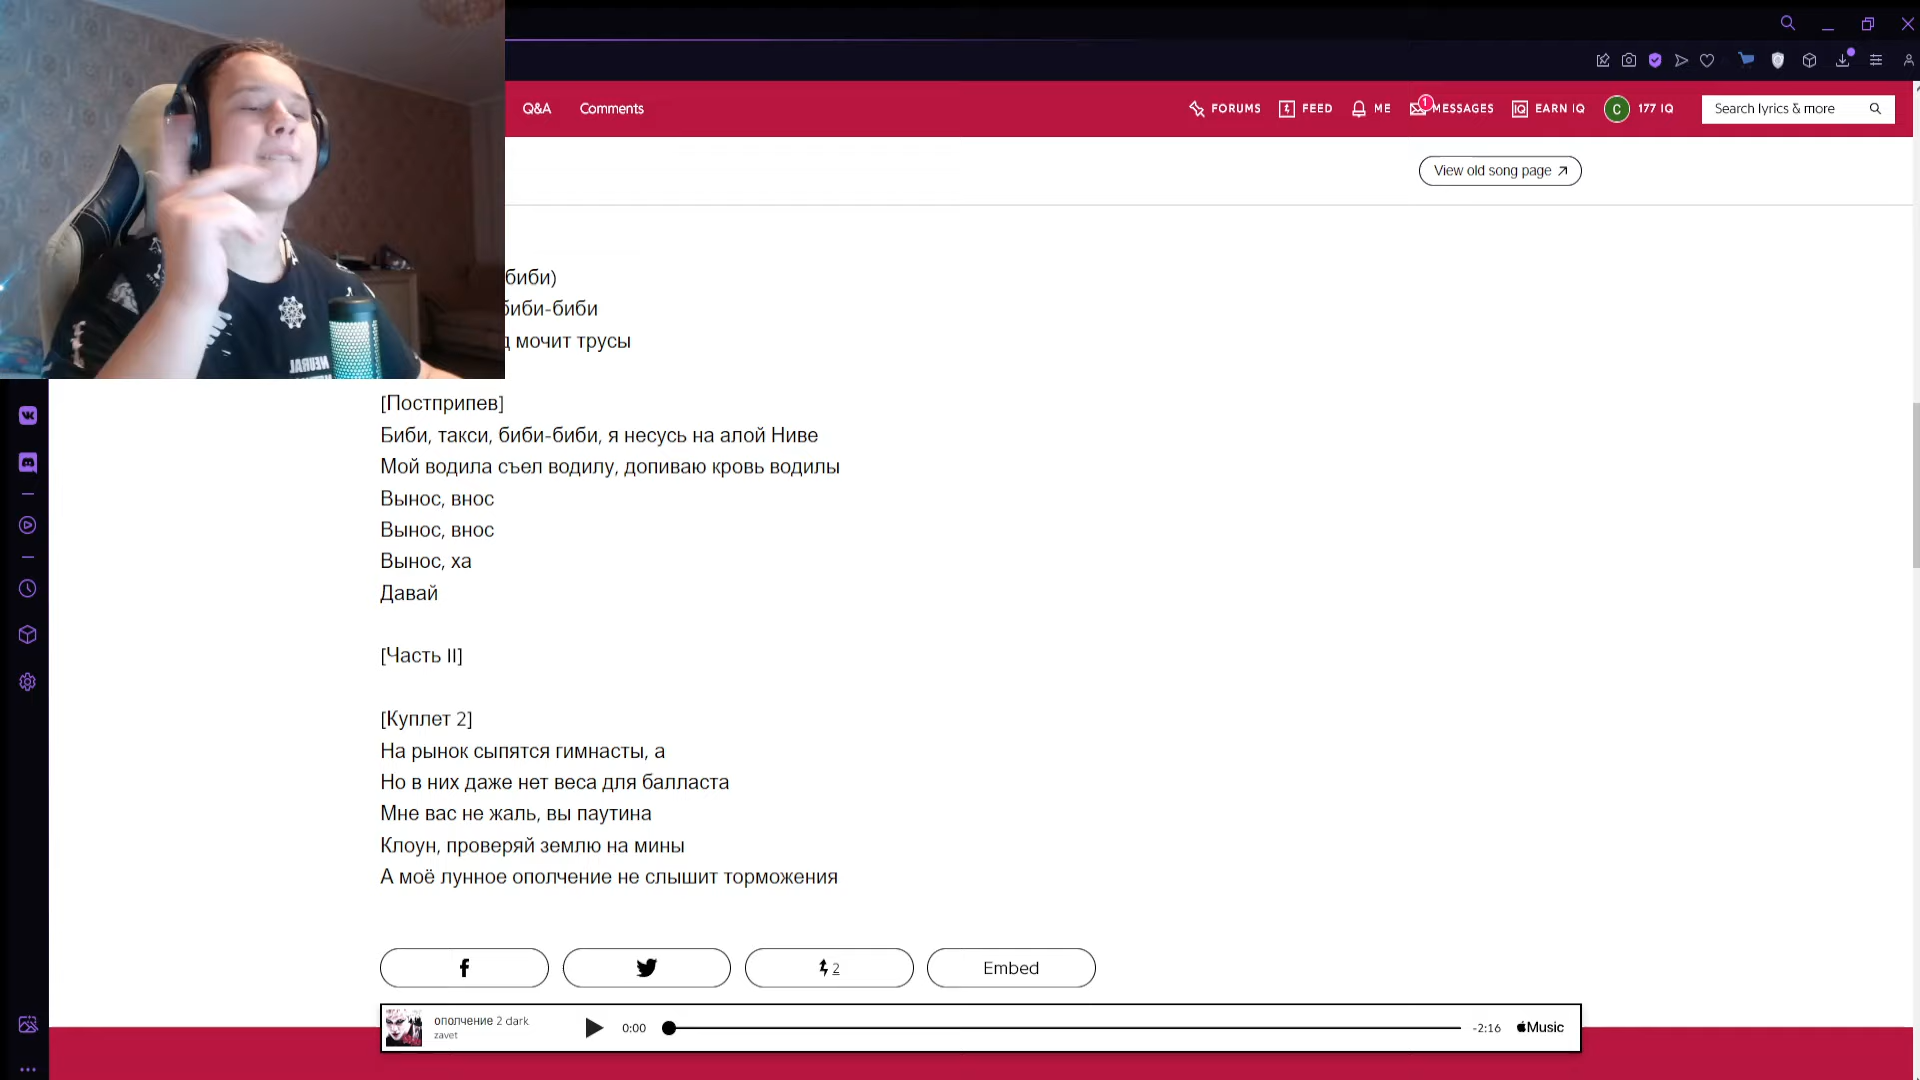 Q&A
Comments
FORUMS
FEED
ME
1
MESSAGES
EARN IQ
C
177 IQ
Search lyrics & more
View old song page
биби)
биби-биби
мочит трусы
[Постприпев]
Биби, такси, биби-биби, я несусь на алой Ниве
Мой водила съел водилу, допиваю кровь водилы
Вынос, внос
Вынос, внос
Вынос, ха
Давай
[Часть II]
[Куплет 2]
На рынок сыпятся гимнасты, а
Но в них даже нет веса для балласта
Мне вас не жаль, вы паутина
Клоун, проверяй землю на мины
А моё лунное ополчение не слышит торможения
2
Embed
ополчение 2 dark
zavet
0:00
-2:16
Music
NEURAL